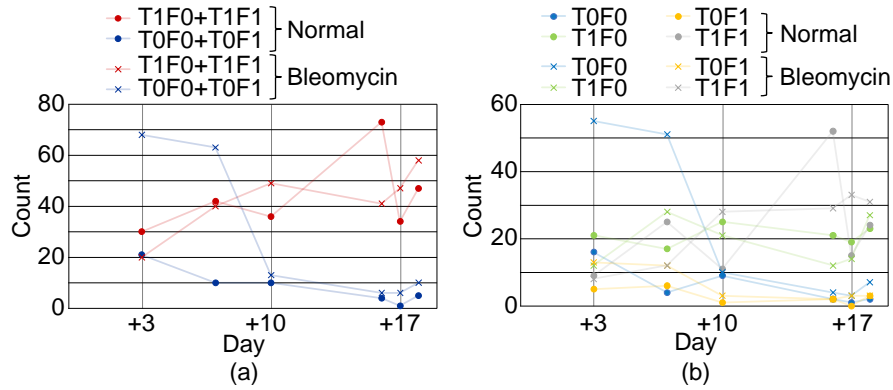 T1F0+T1F1
T0F0+T0F1
Normal
T1F0+T1F1
T0F0+T0F1
Bleomycin
80
60
40
20
0
Count
+3
+10
+17
Day
(a)
T0F0
T0F1
T1F0
T1F1
Normal
T0F0
T0F1
T1F0
T1F1
Bleomycin
60
40
20
0
Count
+3
+10
+17
Day
(b)